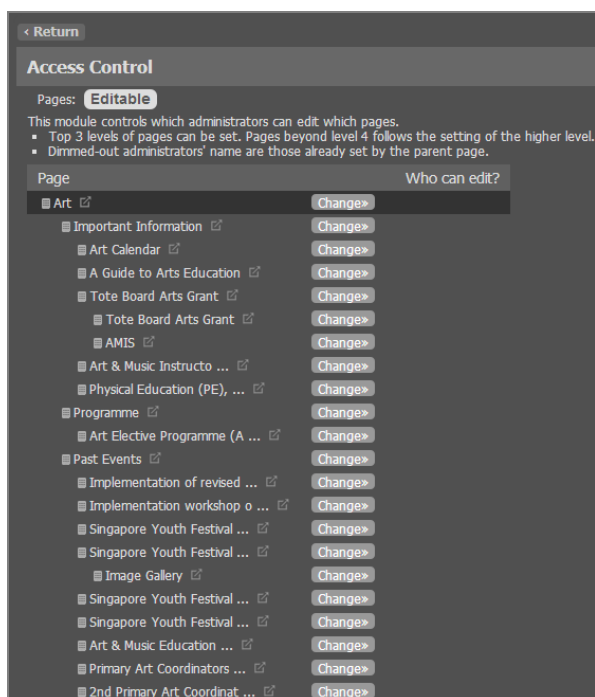 ‹ Return
Access Control
Pages: Editable
This module controls which administrators can edit which pages.
▪ Top 3 levels of pages can be set. Pages beyond level 4 follows the setting of the higher level.
▪ Dimmed-out administrators' name are those already set by the parent page.
Page Who can edit?
Art Change»
Important Information Change»
Art Calendar Change»
A Guide to Arts Education Change»
Tote Board Arts Grant Change»
Tote Board Arts Grant Change»
AMIS Change»
Art & Music Instructo ... Change»
Physical Education (PE), ... Change»
Programme Change»
Art Elective Programme (A ... Change»
Past Events Change»
Implementation of revised ... Change»
Implementation workshop o ... Change»
Singapore Youth Festival ... Change»
Singapore Youth Festival ... Change»
Image Gallery Change»
Singapore Youth Festival ... Change»
Singapore Youth Festival ... Change»
Art & Music Education ... Change»
Primary Art Coordinators ... Change»
2nd Primary Art Coordinat ... Change»